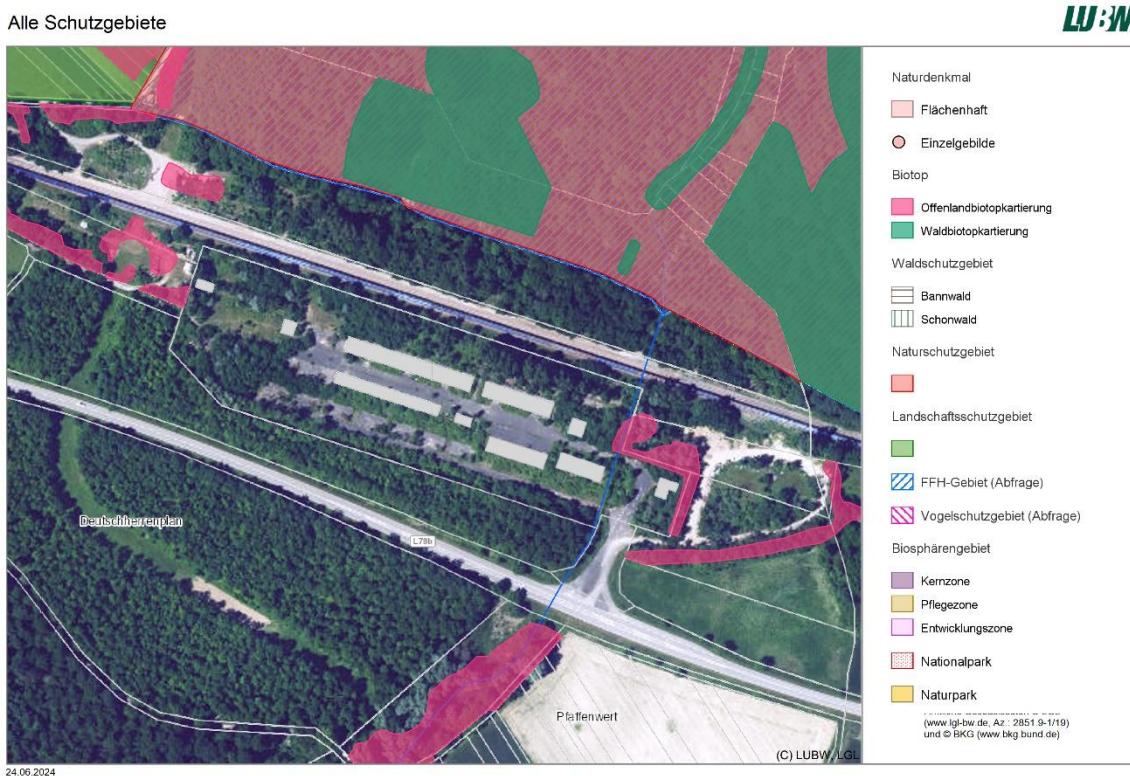 Alle Schutzgebiete
LUBW
Naturdenkmal
Flächenhaft
Einzelgebilde
Biotop
Offenlandbiotopkartierung
Waldbiotopkartierung
Waldschutzgebiet
Bannwald
Schonwald
Naturschutzgebiet
Landschaftsschutzgebiet
FFH-Gebiet (Abfrage)
Vogelschutzgebiet (Abfrage)
Biosphärengebiet
Kernzone
Pflegezone
Entwicklungszone
Nationalpark
Naturpark
(www.lgl-bw.de, Az.: 2851.9-1/19)
und © BKG (www.bkg.bund.de)
Deutschherrenplan
L78b
Pfaffenwert
(C) LUBW, LGL
24.06.2024